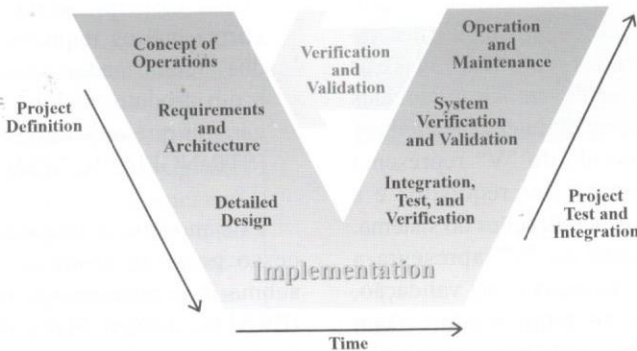 Concept of
Operations
Verification
and
Validation
Operation
and
Maintenance
Project
Definition
Requirements
and
Architecture
System
Verification
and Validation
Detailed
Design
Integration,
Test, and
Verification
Project
Test and
Integration
Implementation
Time